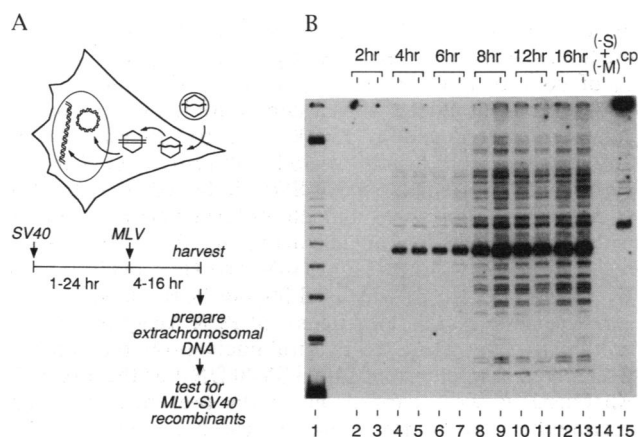 A
SV40
MLV
harvest
1-24 hr
4-16 hr
prepare
extrachromosomal
DNA
test for
MLV-SV40
recombinants
B
2hr 4hr 6hr 8hr 12hr 16hr (-S) + (-M) cp
1 2 3 4 5 6 7 8 9 10 11 12 13 14 15